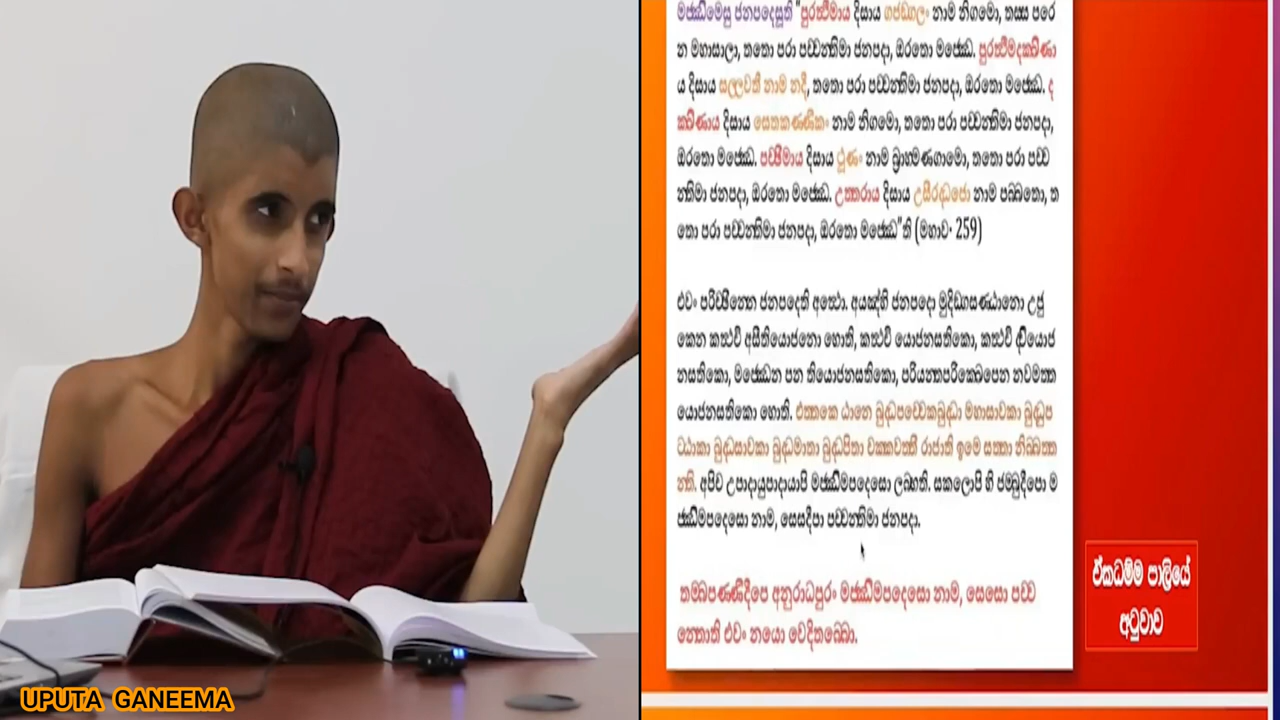 මජ්ඣිමෙසු ජනපදෙසූති "පුරත්ථිමාය දිසාය ගජඞගලං නාම නිගමො, තස්ස පරෙ
න මහාසාලා, තතො පරා පච්චන්තිමා ජනපදා, ඔරතො මජ්ඣෙ. පුරත්ථිමදක්ඛිණා
ය දිසාය සල්ලවතී නාම නදී, තතො පරා පච්චන්තිමා ජනපදා, ඔරතො මජ්ඣෙ. ද
ක්ඛිණාය දිසාය සෙතකණ්ණිකං නාම නිගමො, තතො පරා පච්චන්තිමා ජනපදා,
ඔරතො මජ්ඣෙ. පච්ඡිමාය දිසාය ථූණං නාම බ්‍රාහ්මණගාමො, තතො පරා පච්ච
න්තිමා ජනපදා, ඔරතො මජ්ඣෙ. උත්තරාය දිසාය උසීරද්ධජො නාම පබ්බතො, ත
තො පරා පච්චන්තිමා ජනපදා, ඔරතො මජ්ඣෙ"ති (මහාව- 259)
එවං පරිච්ඡින්නෙ ජනපදෙති අත්ථො. අයඤ්හි ජනපදො මුදිඞ්ගසණ්ඨානො උජු
කෙන කත්ථචි අසීතියොජනො හොති, කත්ථචි යොජනසතිකො, කත්ථචි ද්වියොජ
නසතිකො, මජ්ඣෙන පන තියොජනසතිකො, පරියන්තපරික්ඛෙපෙන නවමත්ත
යොජනසතිකො හොති. එත්තකෙ ඨානෙ බුද්ධපච්චෙකබුද්ධා මහාසාවකා බුද්ධුප
ට්ඨාකා බුද්ධසාවකා බුද්ධමාතා බුද්ධපිතා චක්කවත්තී රාජාති ඉමෙ සත්තා නිබ්බත්ත
න්ති. අපිච උපාදායුපාදායාපි මජ්ඣිමපදෙසො ලබ්භති. සකලොපි හි ජම්බුදීපො ම
ජ්ඣිමපදෙසො නාම, සෙසදීපා පච්චන්තිමා ජනපදා.
තම්බපණ්ණිදීපෙ අනුරාධපුරං මජ්ඣිමපදෙසො නාම, සෙසො පච්ච
න්තොති එවං නයො වෙදිතබ්බො.
ඒකධම්ම පාලියේ
අටුවාව
UPUTA GANEEMA